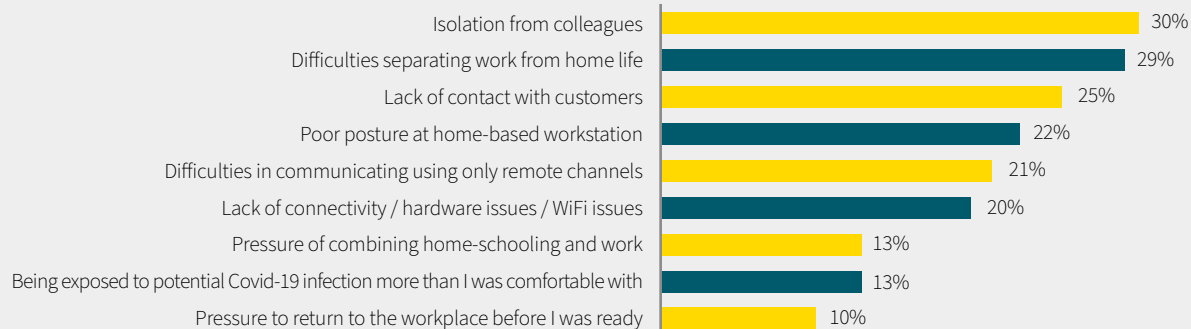 Isolation from colleagues 30%
Difficulties separating work from home life 29%
Lack of contact with customers 25%
Poor posture at home-based workstation 22%
Difficulties in communicating using only remote channels 21%
Lack of connectivity / hardware issues / WiFi issues 20%
Pressure of combining home-schooling and work 13%
Being exposed to potential Covid-19 infection more than I was comfortable with 13%
Pressure to return to the workplace before I was ready 10%